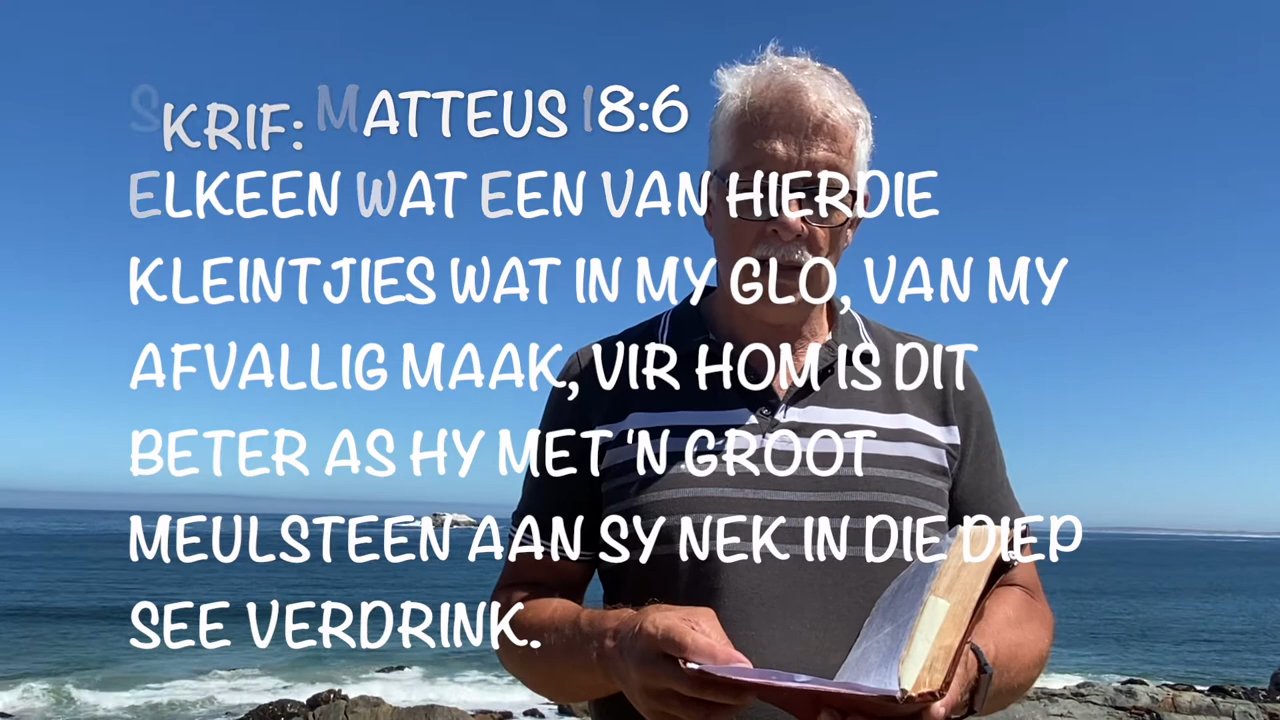 SKRIF: MATTEUS 18:6
ELKEEN WAT EEN VAN HIERDIE
KLEINTJIES WAT IN MY GLO, VAN MY
AFVALLIG MAAK, VIR HOM IS DIT
BETER AS HY MET 'N GROOT
MEULSTEEN AAN SY NEK IN DIE DIEP
SEE VERDRINK.